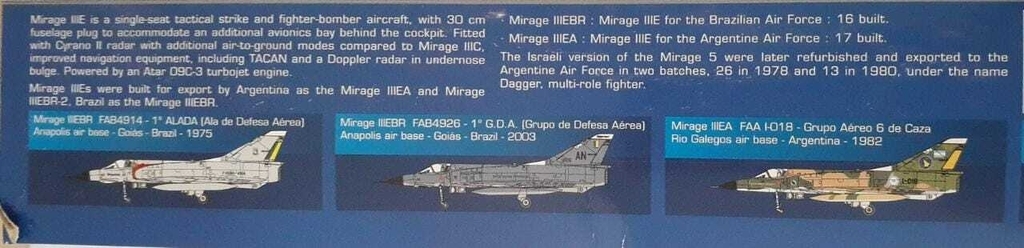 Mirage IIIE is a single-seat tactical strike and fighter-bomber aircraft, with 30 cm
fuselage plug to accommodate an additional avionics bay behind the cockpit. Fitted
with Cyrano II radar with additional air-to-ground modes compared to Mirage IIIC,
improved navigation equipment, including TACAN and a Doppler radar in undernose
bulge. Powered by an Atar 09C-3 turbojet engine.
Mirage IIIEs were built for export by Argentina as the Mirage IIIEA and Mirage
IIIEBR-2, Brazil as the Mirage IIIEBR.
· Mirage IIIEBR : Mirage IIIE for the Brazilian Air Force : 16 built.
· Mirage IIIEA : Mirage IIIE for the Argentine Air Force : 17 built.
The Israeli version of the Mirage 5 were later refurbished and exported to the
Argentine Air Force in two batches, 26 in 1978 and 13 in 1980, under the name
Dagger, multi-role fighter.
Mirage IIIEBR FAB4914 - 1° ALADA (Ala de Defesa Aérea)
Anapolis air base - Goiás - Brazil - 1975
Mirage IIIEBR FAB4926 - 1° G.D.A. (Grupo de Defesa Aérea)
Anapolis air base - Goiás - Brazil - 2003
AN
Mirage IIIEA FAA I-018 - Grupo Aéreo 6 de Caza
Rio Galegos air base - Argentina - 1982
I-018